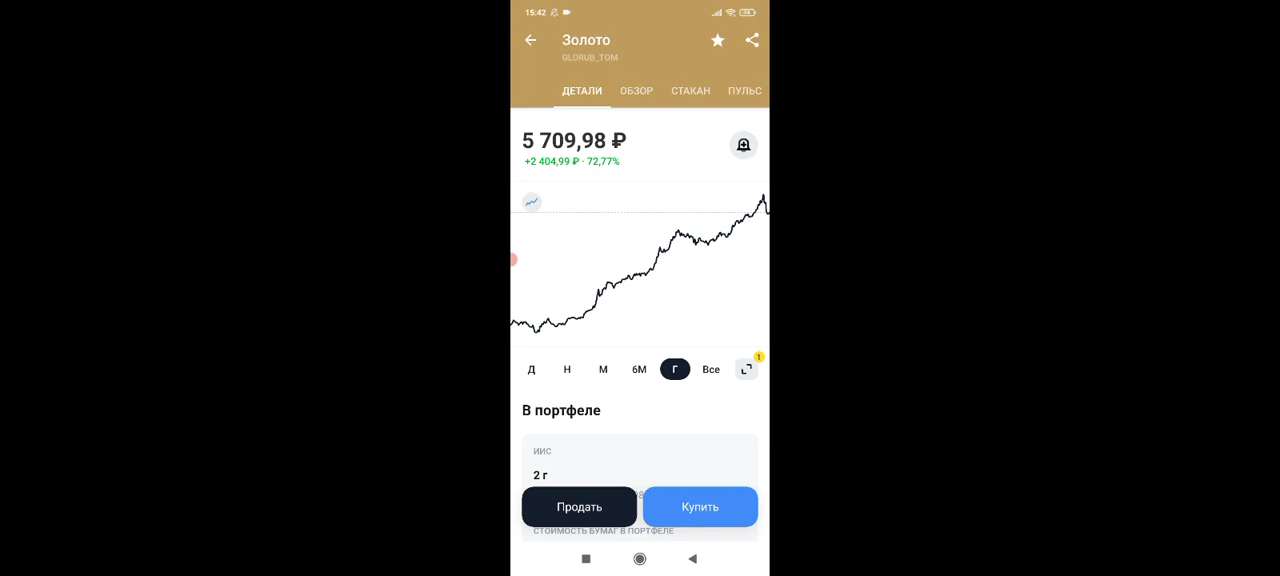 15:42
74
Золото
GLDRUB_TOM
ДЕТАЛИ ОБЗОР СТАКАН ПУЛЬС
5 709,98 ₽
+2 404,99 ₽ · 72,77%
Д Н М 6М Г Все 1
В портфеле
ИИС
2 г
Продать Купить
СТОИМОСТЬ БУМАГ В ПОРТФЕЛЕ